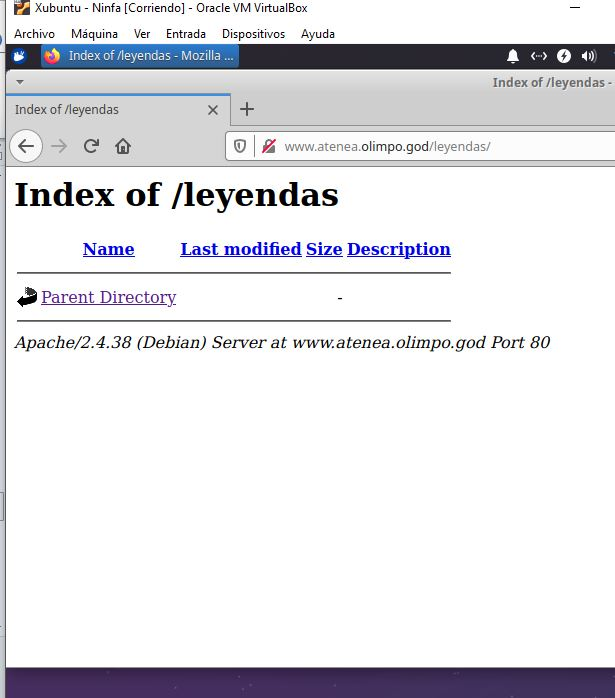 Xubuntu - Ninfa [Corriendo] - Oracle VM VirtualBox
Archivo Máquina Ver Entrada Dispositivos Ayuda
Index of /leyendas - Mozilla ...
Index of /leyendas -
Index of /leyendas
www.atenea.olimpo.god/leyendas/
Index of /leyendas
Name Last modified Size Description
Parent Directory -
Apache/2.4.38 (Debian) Server at www.atenea.olimpo.god Port 80